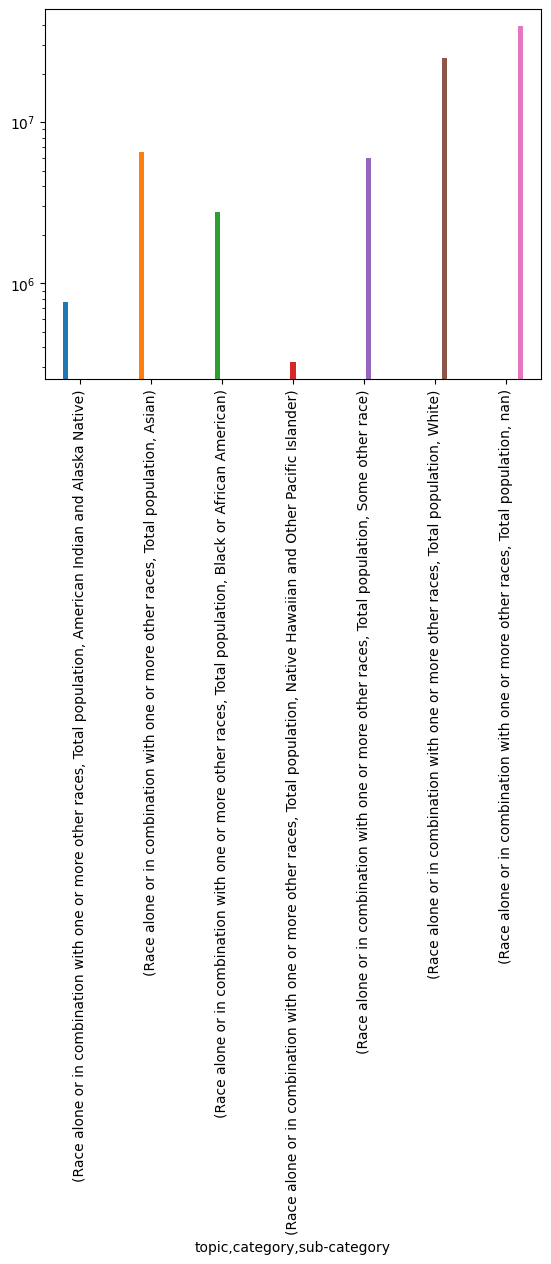 10⁷
10⁶
(Race alone or in combination with one or more other races, Total population, American Indian and Alaska Native)
(Race alone or in combination with one or more other races, Total population, Asian)
(Race alone or in combination with one or more other races, Total population, Black or African American)
(Race alone or in combination with one or more other races, Total population, Native Hawaiian and Other Pacific Islander)
(Race alone or in combination with one or more other races, Total population, Some other race)
(Race alone or in combination with one or more other races, Total population, White)
(Race alone or in combination with one or more other races, Total population, nan)
topic,category,sub-category